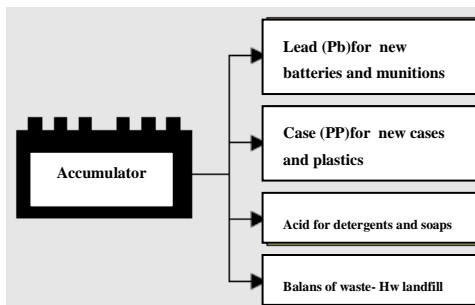 Lead (Pb)for new
batteries and munitions
Case (PP)for new cases
and plastics
Accumulator
Acid for detergents and soaps
Balans of waste- Hw landfill